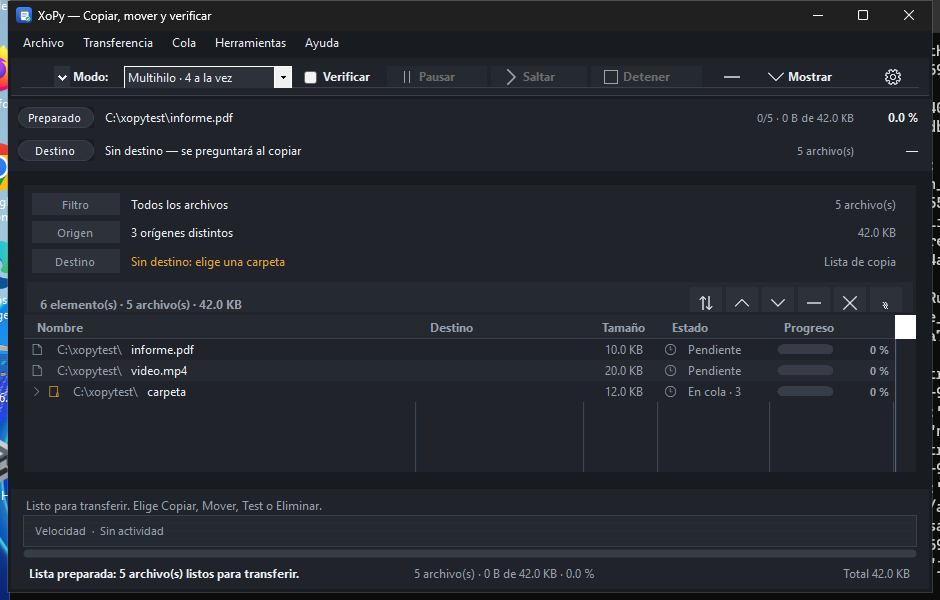 XoPy — Copiar, mover y verificar
Archivo Transferencia Cola Herramientas Ayuda
Modo: Multihilo · 4 a la vez Verificar Pausar Saltar Detener Mostrar
Preparado C:\xopytest\informe.pdf 0/5 · 0 B de 42.0 KB 0.0 %
Destino Sin destino — se preguntará al copiar 5 archivo(s) —
Filtro Todos los archivos 5 archivo(s)
Origen 3 orígenes distintos 42.0 KB
Destino Sin destino: elige una carpeta Lista de copia
6 elemento(s) · 5 archivo(s) · 42.0 KB
Nombre Destino Tamaño Estado Progreso
C:\xopytest\ informe.pdf 10.0 KB Pendiente 0 %
C:\xopytest\ video.mp4 20.0 KB Pendiente 0 %
C:\xopytest\ carpeta 12.0 KB En cola · 3 0 %
Listo para transferir. Elige Copiar, Mover, Test o Eliminar.
Velocidad · Sin actividad
Lista preparada: 5 archivo(s) listos para transferir. 5 archivo(s) · 0 B de 42.0 KB · 0.0 % Total 42.0 KB